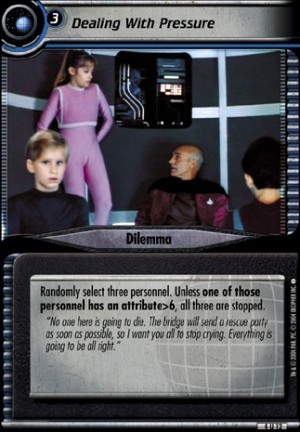 3 Dealing With Pressure
Dilemma
Randomly select three personnel. Unless one of those
personnel has an attribute>6, all three are stopped.
"No one here is going to die. The bridge will send a rescue party
as soon as possible, so I want you all to stop crying. Everything is
going to be all right."